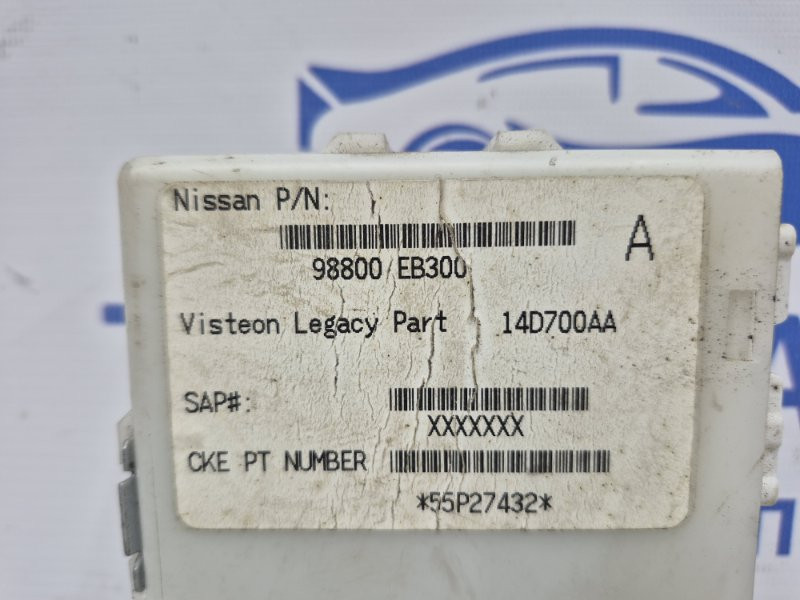 Nissan P/N:
A
98800 EB300
Visteon Legacy Part 14D700AA
SAP#:
XXXXXXX
CKE PT NUMBER
*55P27432*